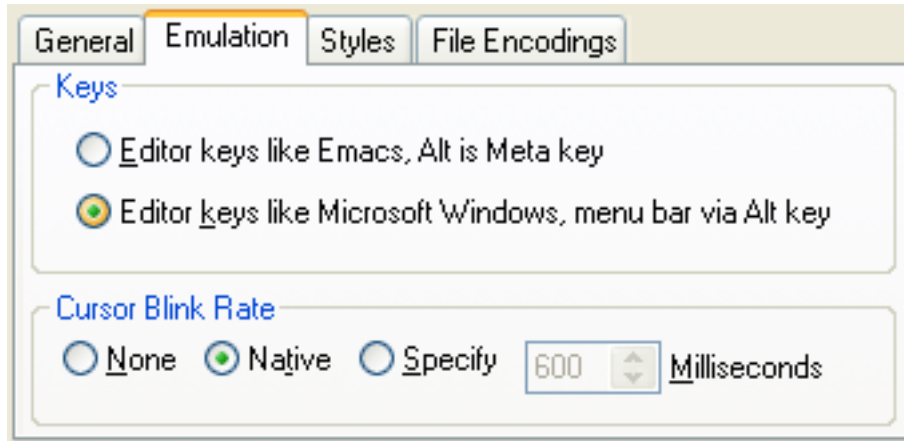 General Emulation Styles File Encodings
Keys
Editor keys like Emacs, Alt is Meta key
Editor keys like Microsoft Windows, menu bar via Alt key
Cursor Blink Rate
None Native Specify 600 Milliseconds